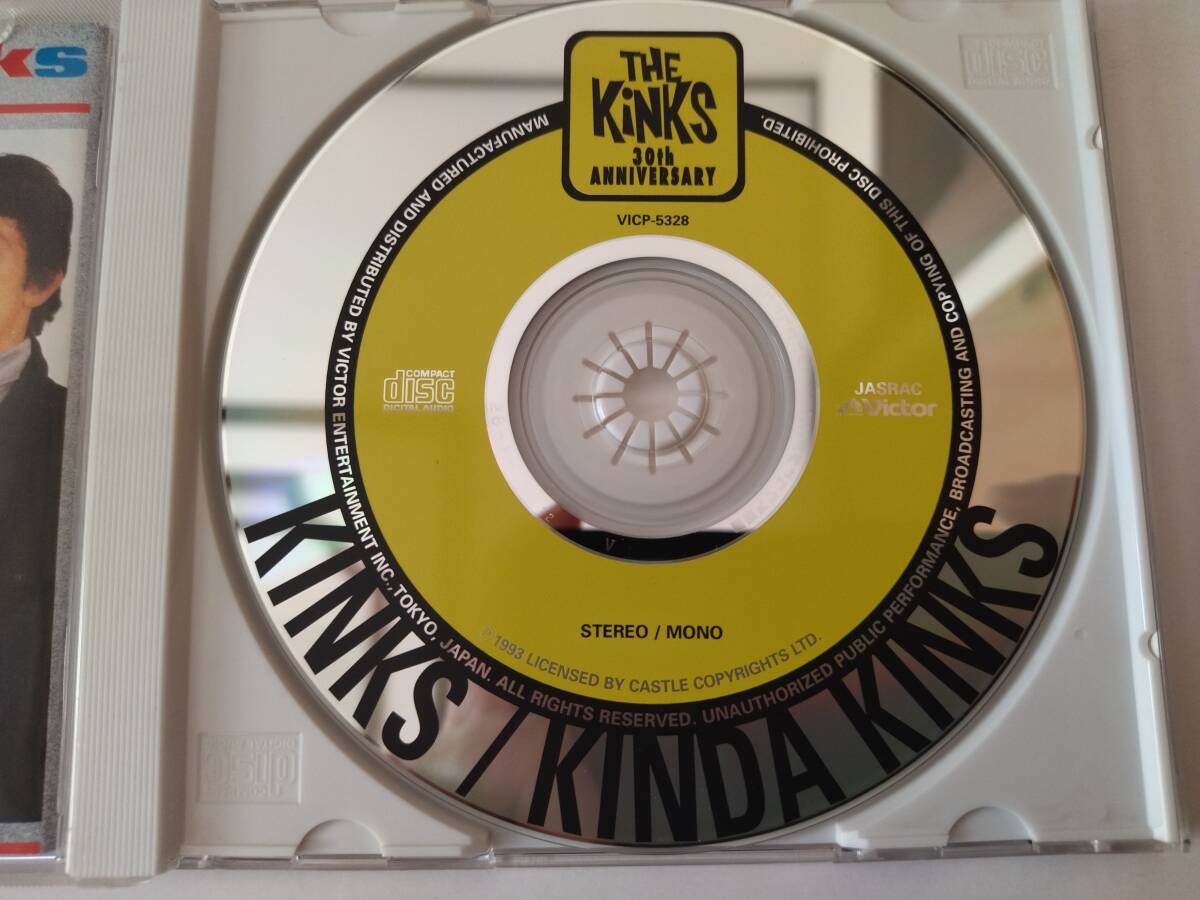 ks
THE
KiNKS
30th
ANNIVERSARY
VICP-5328
COMPACT
disc
DIGITAL AUDIO
JASRAC
Victor
STEREO / MONO
℗1993 LICENSED BY CASTLE COPYRIGHTS LTD.
MANUFACTURED AND DISTRIBUTED BY VICTOR ENTERTAINMENT INC.,TOKYO, JAPAN. ALL RIGHTS RESERVED. UNAUTHORIZED PUBLIC PERFORMANCE, BROADCASTING AND COPYING OF THIS DISC PROHIBITED.
KINKS / KINDA KINKS